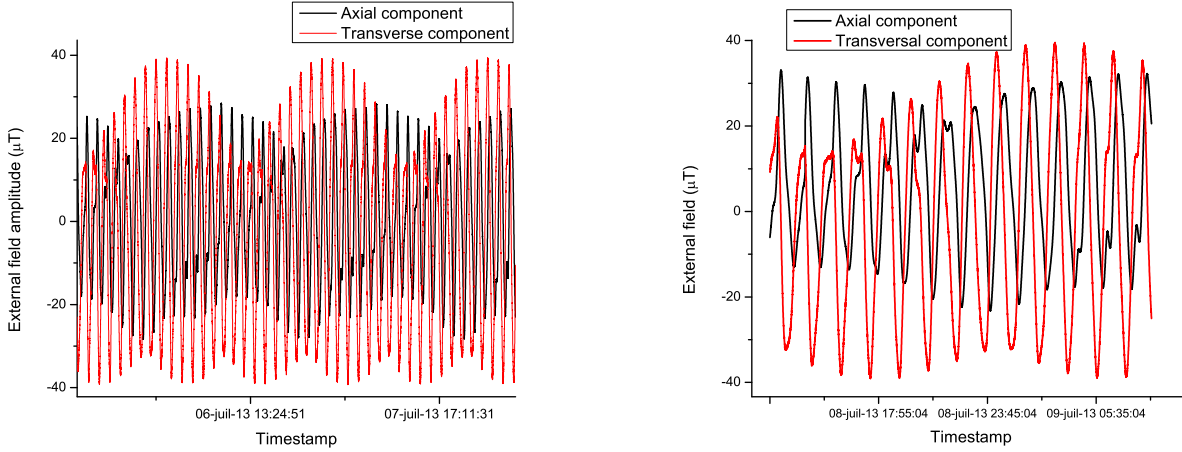 Axial component
Transverse component
External field amplitude (μT)
40
20
0
-20
-40
06-juil-13 13:24:51
07-juil-13 17:11:31
Timestamp
Axial component
Transversal component
External field (μT)
40
20
0
-20
-40
08-juil-13 17:55:04
08-juil-13 23:45:04
09-juil-13 05:35:04
Timestamp